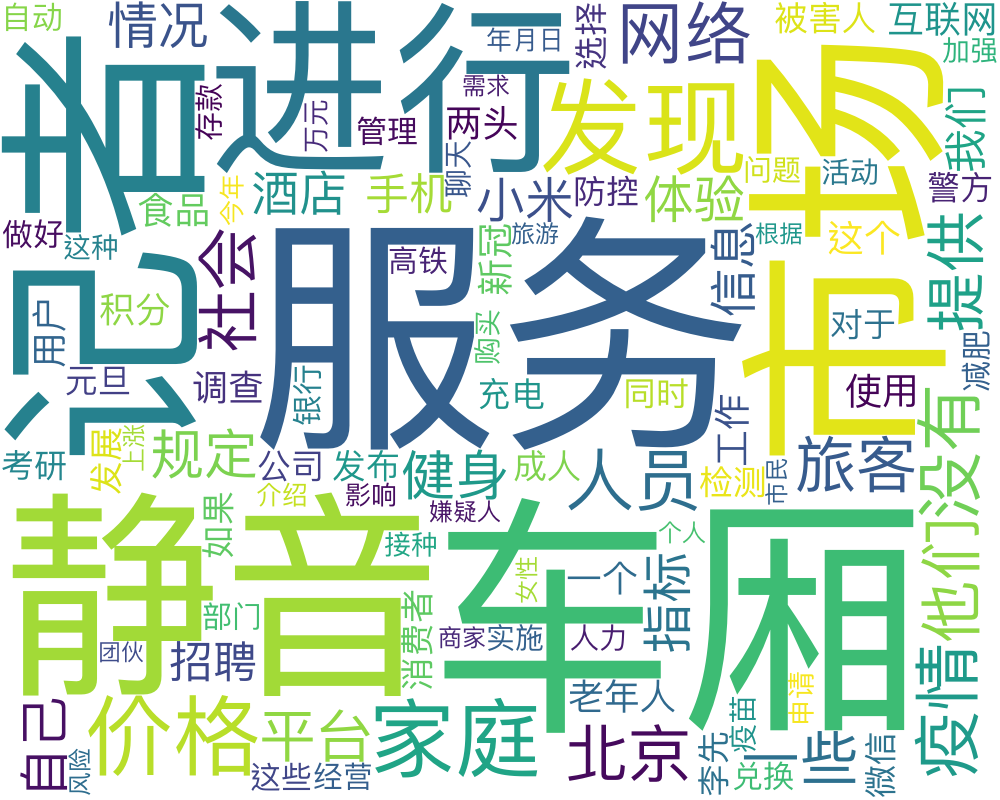 服务
市场
记者
进行
车厢
静音
发现
网络
价格
家庭
北京
人员
没有
他们
疫情
提供
旅客
社会
自己
一些
情况
酒店
手机
小米
体验
信息
我们
互联网
被害人
加强
自动
年月日
选择
需求
存款
万元
管理
两头
聊天
防控
问题
活动
警方
食品
今年
做好
这种
高铁
新冠
旅游
根据
这个
积分
用户
元旦
调查
银行
购买
充电
同时
对于
减肥
使用
考研
发展
上涨
规定
公司
发布
健身
成人
工作
检测
市民
介绍
影响
嫌疑人
如果
接种
个人
女性
一个
指标
部门
消费者
团伙
招聘
商家
实施
人力
老年人
申请
平台
这些
经营
风险
李先
疫苗
兑换
微信